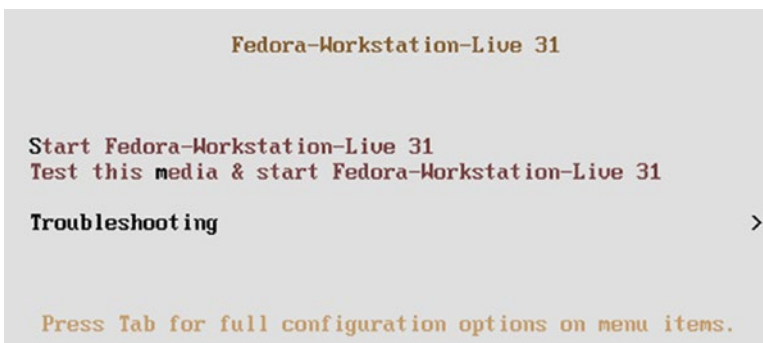 Fedora-Workstation-Live 31
Start Fedora-Workstation-Live 31
Test this media & start Fedora-Workstation-Live 31
Troubleshooting >
Press Tab for full configuration options on menu items.